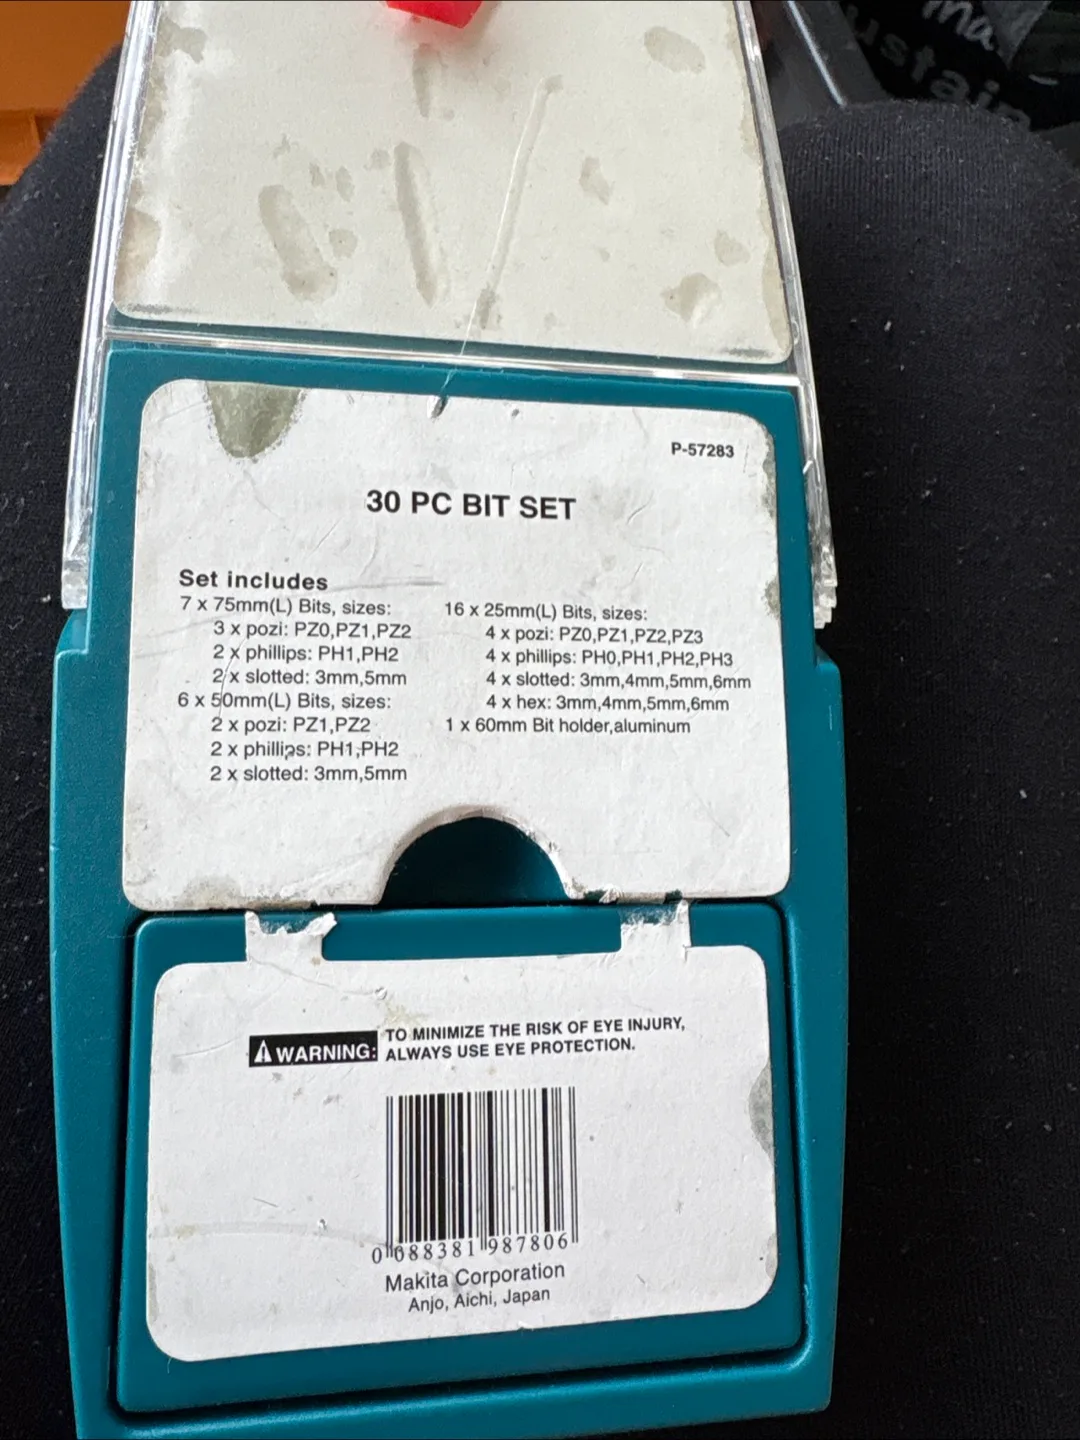 ma
ustain
P-57283
30 PC BIT SET
Set includes
7 x 75mm(L) Bits, sizes:
3 x pozi: PZ0,PZ1,PZ2
2 x phillips: PH1,PH2
2 x slotted: 3mm,5mm
6 x 50mm(L) Bits, sizes:
2 x pozi: PZ1,PZ2
2 x phillips: PH1,PH2
2 x slotted: 3mm,5mm
16 x 25mm(L) Bits, sizes:
4 x pozi: PZ0,PZ1,PZ2,PZ3
4 x phillips: PH0,PH1,PH2,PH3
4 x slotted: 3mm,4mm,5mm,6mm
4 x hex: 3mm,4mm,5mm,6mm
1 x 60mm Bit holder,aluminum
WARNING: TO MINIMIZE THE RISK OF EYE INJURY,
ALWAYS USE EYE PROTECTION.
0 088381 987806
Makita Corporation
Anjo, Aichi, Japan